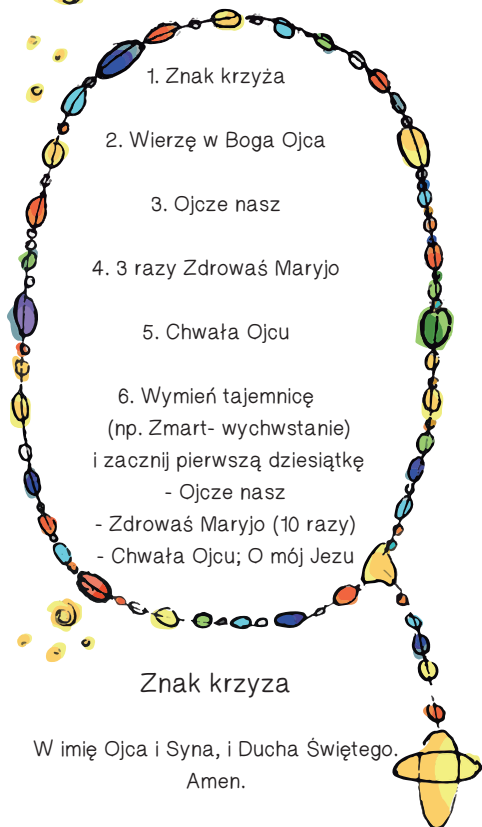 1. Znak krzyża
2. Wierzę w Boga Ojca
3. Ojcze nasz
4. 3 razy Zdrowaś Maryjo
5. Chwała Ojcu
6. Wymień tajemnicę
(np. Zmart- wychwstanie)
i zacznij pierwszą dziesiątkę
- Ojcze nasz
- Zdrowaś Maryjo (10 razy)
- Chwała Ojcu; O mój Jezu
Znak krzyza
W imię Ojca i Syna, i Ducha Świętego.
Amen.